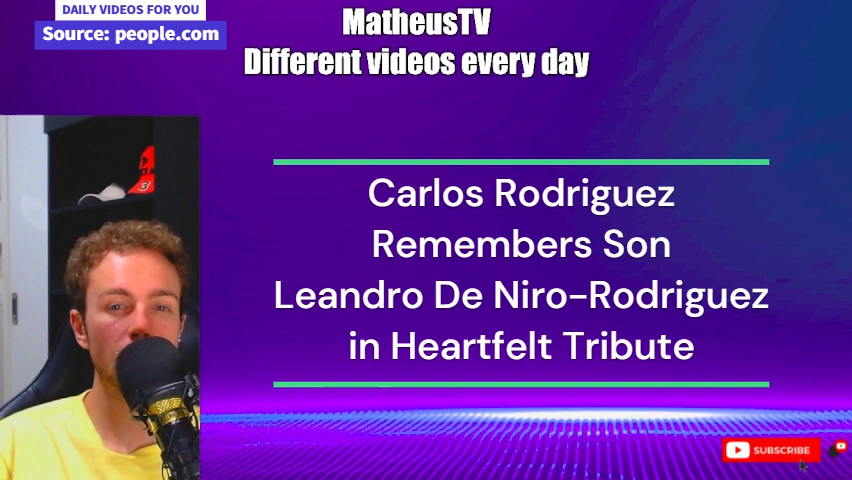 DAILY VIDEOS FOR YOU
Source: people.com
MatheusTV
Different videos every day
Carlos Rodriguez
Remembers Son
Leandro De Niro-Rodriguez
in Heartfelt Tribute
3
SUBSCRIBE